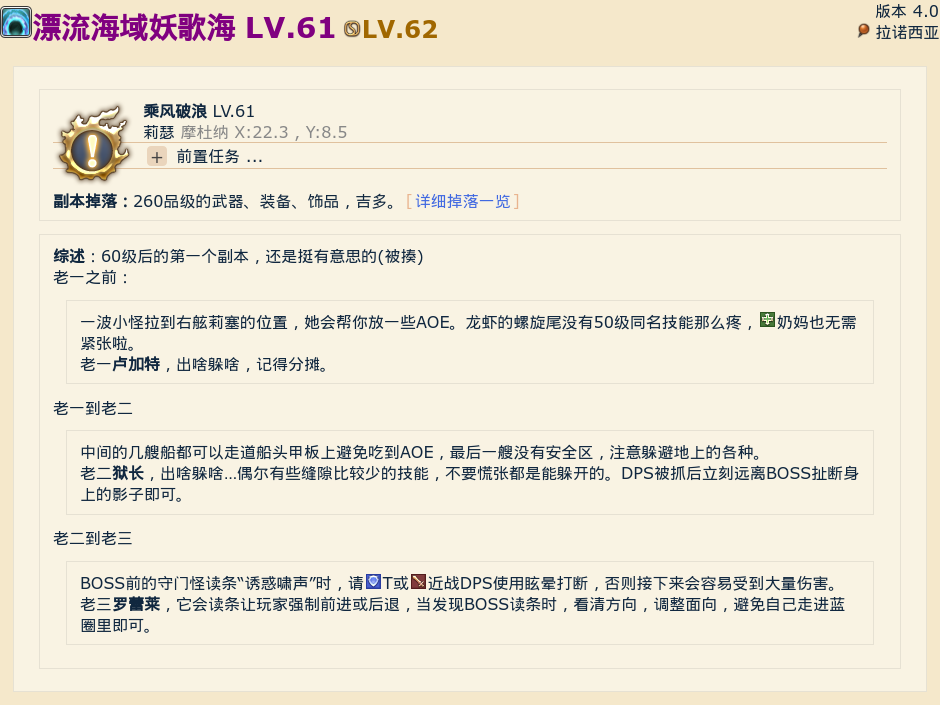 漂流海域妖歌海 LV.61 LV.62
版本 4.0
拉诺西亚
乘风破浪 LV.61
莉瑟 摩杜纳 X:22.3 , Y:8.5
+ 前置任务 ...
副本掉落：260品级的武器、装备、饰品，吉多。[详细掉落一览]
综述：60级后的第一个副本，还是挺有意思的(被揍)
老一之前：
一波小怪拉到右舷莉塞的位置，她会帮你放一些AOE。龙虾的螺旋尾没有50级同名技能那么疼，奶妈也无需
紧张啦。
老一卢加特，出啥躲啥，记得分摊。
老一到老二
中间的几艘船都可以走道船头甲板上避免吃到AOE，最后一艘没有安全区，注意躲避地上的各种。
老二狱长，出啥躲啥...偶尔有些缝隙比较少的技能，不要慌张都是能躲开的。DPS被抓后立刻远离BOSS扯断身
上的影子即可。
老二到老三
BOSS前的守门怪读条“诱惑啸声”时，请T或近战DPS使用眩晕打断，否则接下来会容易受到大量伤害。
老三罗蕾莱，它会读条让玩家强制前进或后退，当发现BOSS读条时，看清方向，调整面向，避免自己走进蓝
圈里即可。